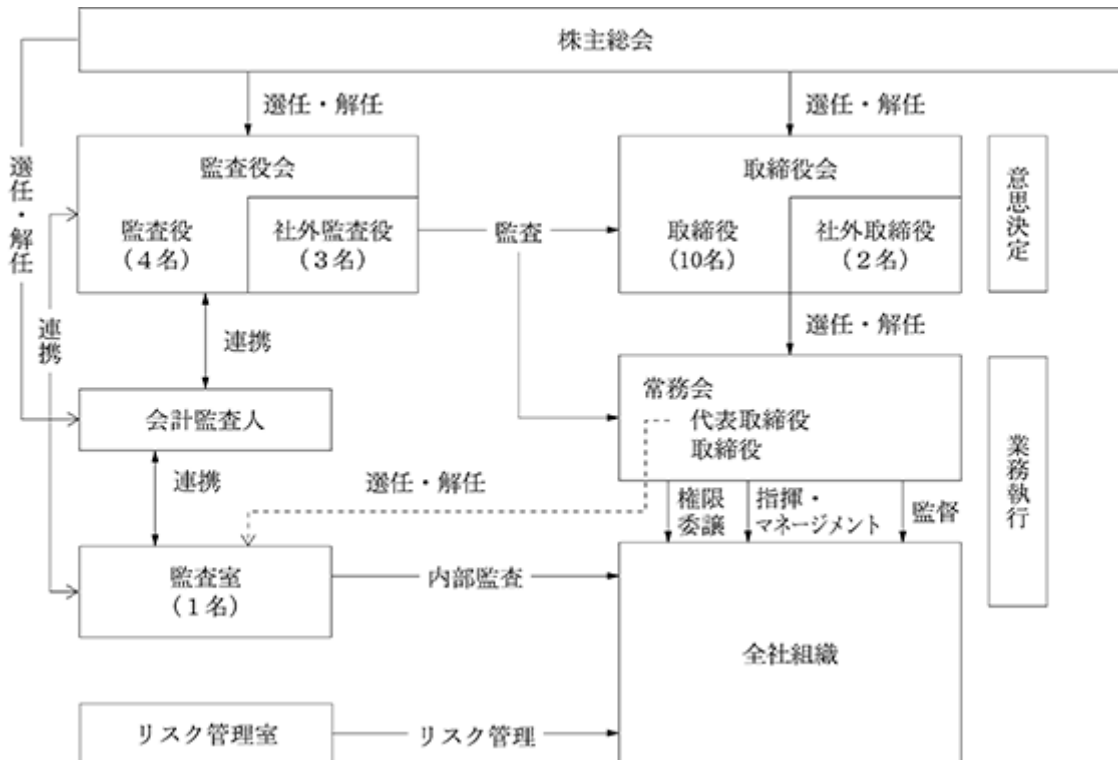 株主総会
選任・解任
選任・解任
選任・解任
監査役会
監査役
(4名)
社外監査役
(3名)
監査
取締役会
取締役
(10名)
社外取締役
(2名)
意思決定
連携
連携
選任・解任
会計監査人
常務会
代表取締役
取締役
業務執行
連携
選任・解任
権限
委譲
指揮・
マネージメント
監督
監査室
(1名)
内部監査
全社組織
リスク管理室
リスク管理